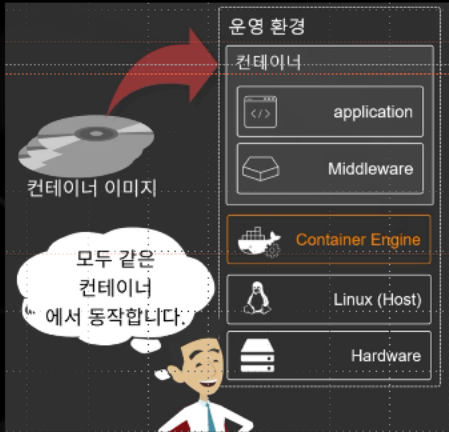 운영 환경
컨테이너
</>
application
Middleware
컨테이너 이미지
Container Engine
모두 같은
컨테이너
에서 동작합니다.
Linux (Host)
Hardware